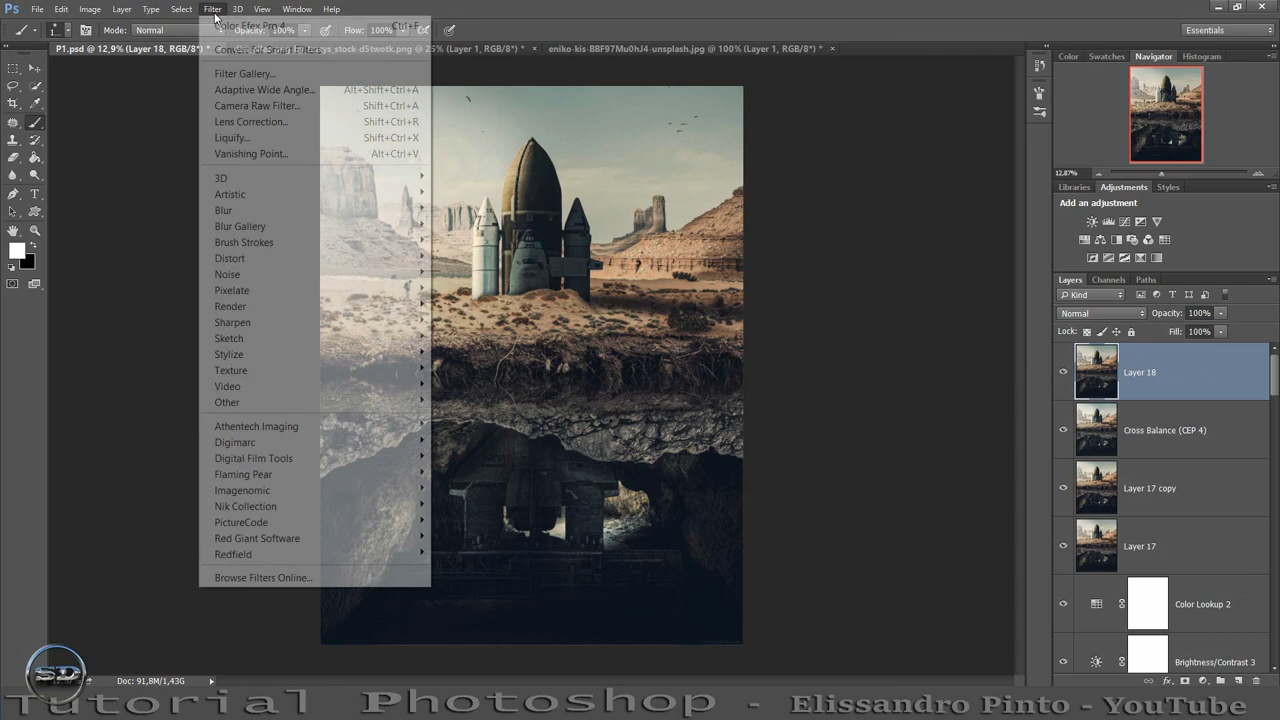 Ps File Edit Image Layer Type Select Filter 3D View Window Help
Mode: Normal Opacity: 100% Flow: 100% Essentials
P1.psd @ 12,9% (Layer 18, RGB/8*) * @ 25% (Layer 1, RGB/8*) * eniko-kis-BBF97Mu0hJ4-unsplash.jpg @ 100% (Layer 1, RGB/8*) *
Color Efex Pro 4 Ctrl+F
Convert for Smart Filters
Filter Gallery...
Adaptive Wide Angle... Alt+Shift+Ctrl+A
Camera Raw Filter... Shift+Ctrl+A
Lens Correction... Shift+Ctrl+R
Liquify... Shift+Ctrl+X
Vanishing Point... Alt+Ctrl+V
3D
Artistic
Blur
Blur Gallery
Brush Strokes
Distort
Noise
Pixelate
Render
Sharpen
Sketch
Stylize
Texture
Video
Other
Athentech Imaging
Digimarc
Digital Film Tools
Flaming Pear
Imagenomic
Nik Collection
PictureCode
Red Giant Software
Redfield
Browse Filters Online...
Color Swatches Navigator Histogram
12,87%
Libraries Adjustments Styles
Add an adjustment
Layers Channels Paths
Kind
Normal Opacity: 100%
Lock: Fill: 100%
Layer 18
Cross Balance (CEP 4)
Layer 17 copy
Layer 17
Color Lookup 2
Brightness/Contrast 3
SD
Doc: 91,8M/1,43G
Tutorial Photoshop - Elissandro Pinto - YouTube